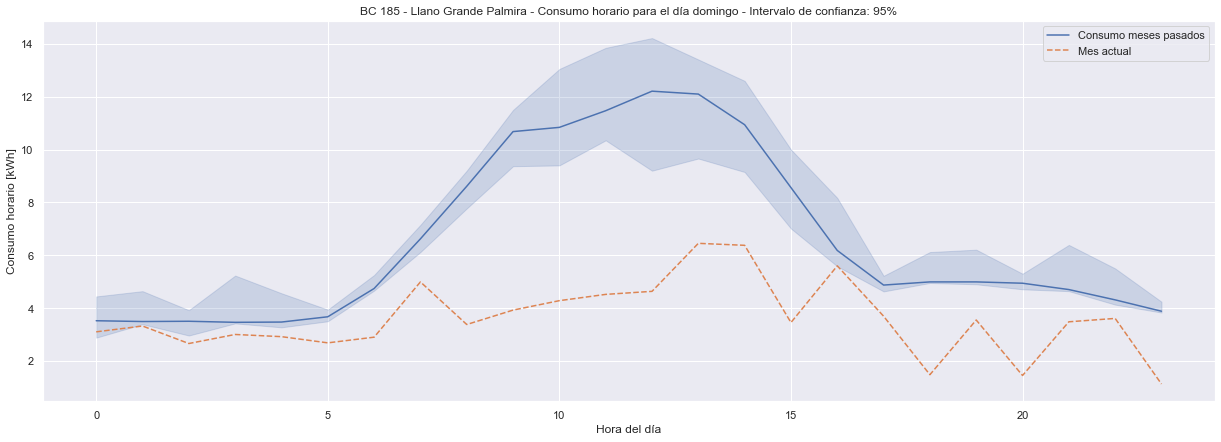 BC 185 - Llano Grande Palmira - Consumo horario para el día domingo - Intervalo de confianza: 95%
Consumo meses pasados
Mes actual
Consumo horario [kWh]
14
12
10
8
6
4
2
0
5
10
15
20
Hora del día